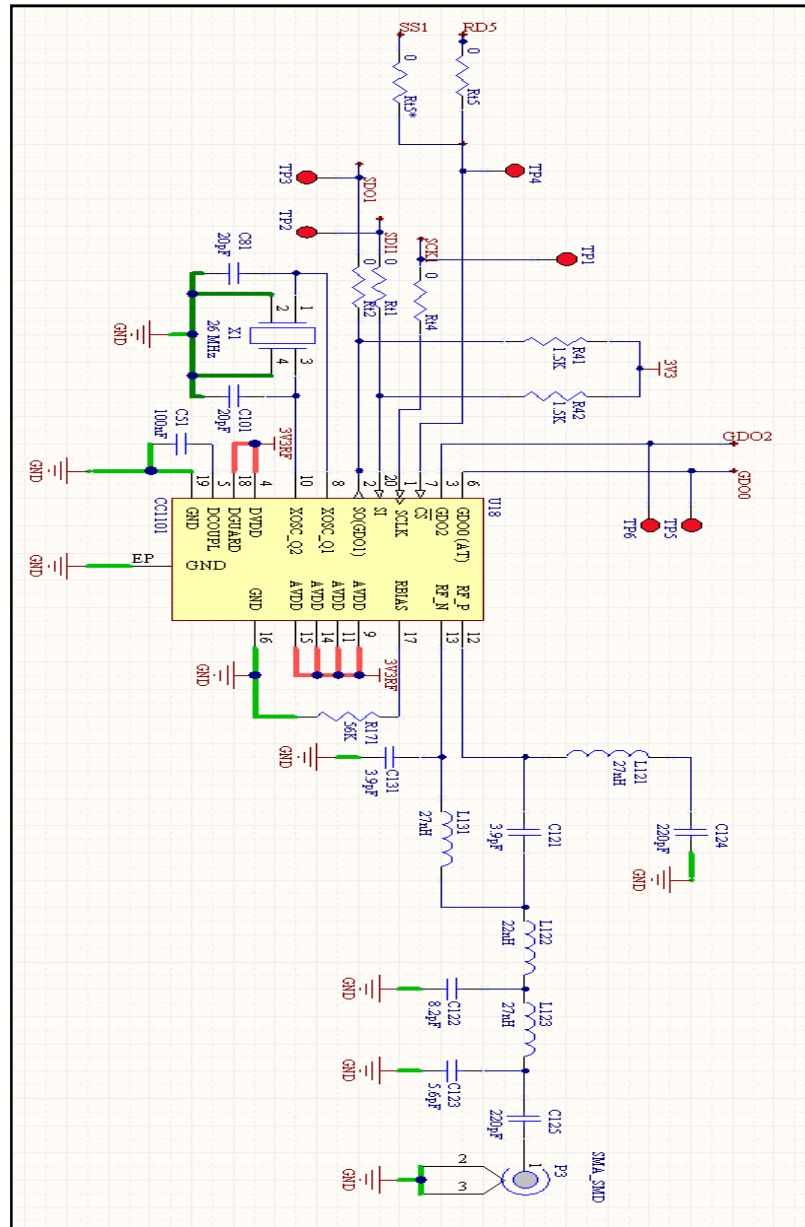 SS1
RD5
0
Rt5*
0
Rt5
TP4
TP3
SDO1
TP2
SDI1
SCK1
TP1
C81
20pF
0
Rt2
0
Rt1
0
Rt4
2
1
X1
26 MHz
4
3
GND
R41
1.5K
R42
1.5K
3V3
C101
20pF
C51
100nF
3V3RF
GND
GDO2
GDO0
TP6
TP5
19
5
18
4
10
8
2
20
1
7
3
6
CC1101
U18
GND
DCOUPL
DGUARD
DVDD
XOSC_Q2
XOSC_Q1
SO(GDO1)
SI
SCLK
CS
GDO2
GDO0 (AT)
EP
GND
GND
GND
AVDD
AVDD
AVDD
AVDD
RBIAS
RF_N
RF_P
16
15
14
11
9
17
13
12
GND
3V3RF
R171
56K
GND
C131
3.9pF
L131
27nH
C121
3.9pF
L121
27nH
C124
220pF
GND
L122
22nH
GND
C122
8.2pF
L123
27nH
GND
C123
5.6pF
C125
220pF
GND
2
3
1
P3
SMA_SMD